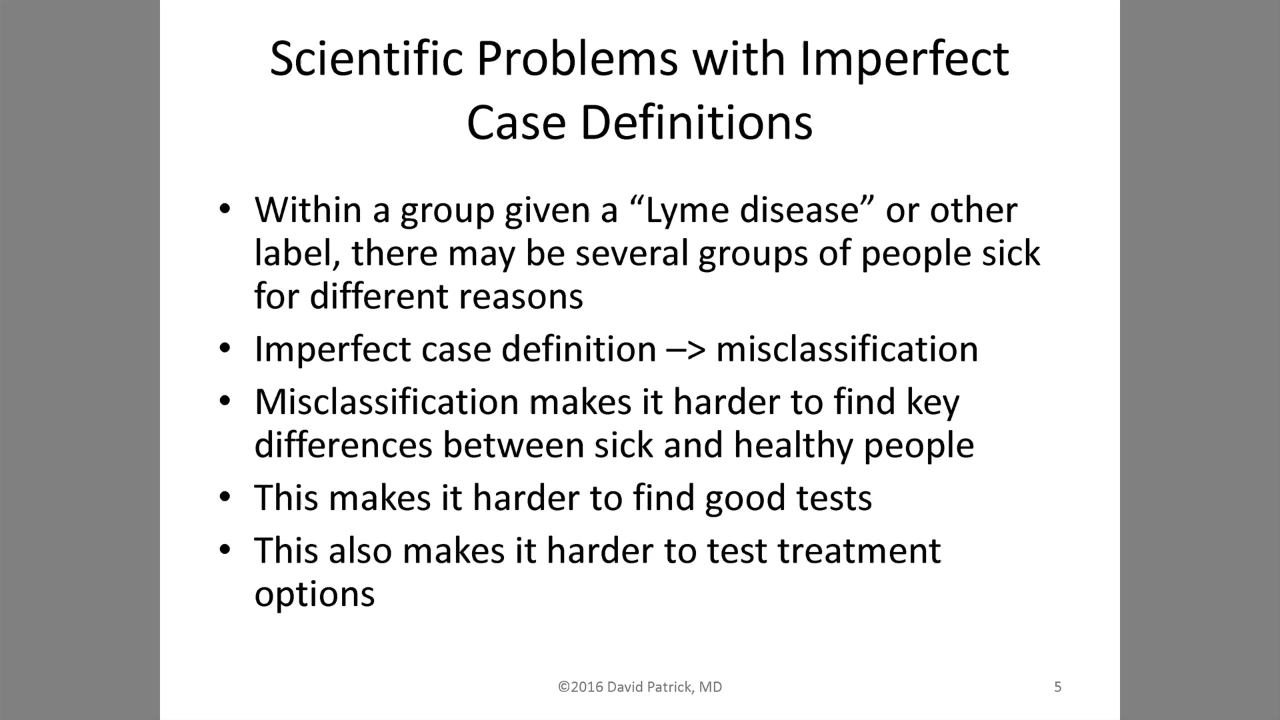 Scientific Problems with Imperfect
Case Definitions
• Within a group given a “Lyme disease” or other
label, there may be several groups of people sick
for different reasons
• Imperfect case definition –> misclassification
• Misclassification makes it harder to find key
differences between sick and healthy people
• This makes it harder to find good tests
• This also makes it harder to test treatment
options
©2016 David Patrick, MD
5